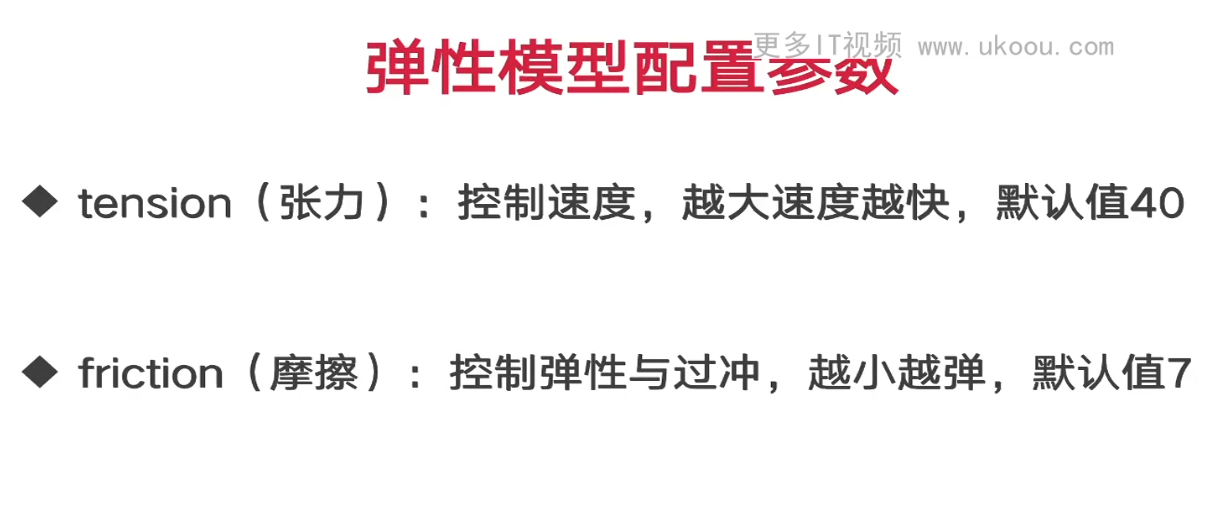 更多IT视频 www.ukoou.com
弹性模型配置参数
◆ tension（张力）：控制速度，越大速度越快，默认值40
◆ friction（摩擦）：控制弹性与过冲，越小越弹，默认值7